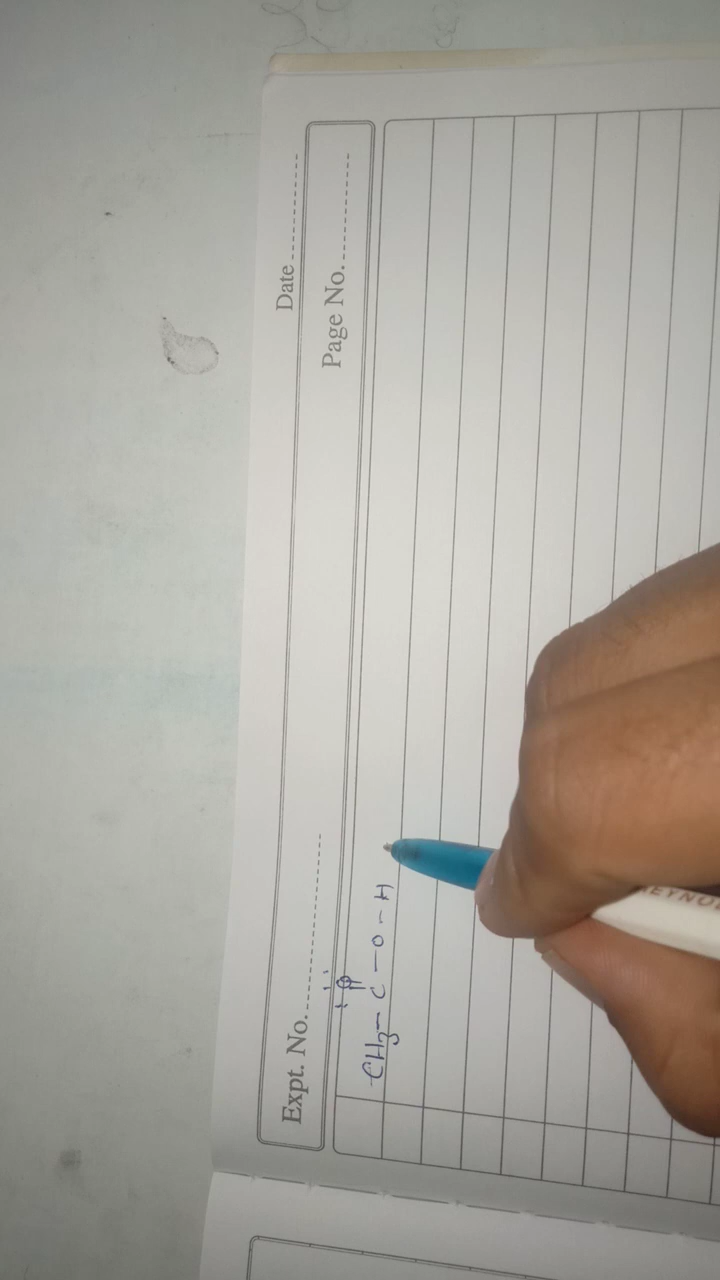 Expt. No. Date
Page No.
O
CH3 - C - O - H